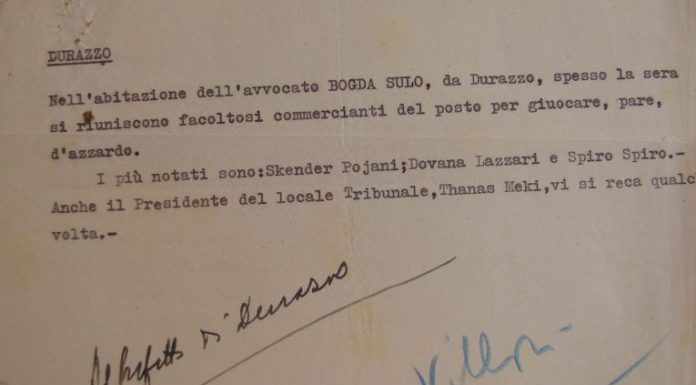 DURAZZO
Nell'abitazione dell'avvocato BOGDA SULO, da Durazzo, spesso la sera
si riuniscono facoltosi commercianti del posto per giuocare, pare,
d'azzardo.
I più notati sono:Skender Pojani;Dovana Lazzari e Spiro Spiro.-
Anche il Presidente del locale Tribunale,Thanas Meki,vi si reca qualc
volta.-
Al Prefetto di Durazzo